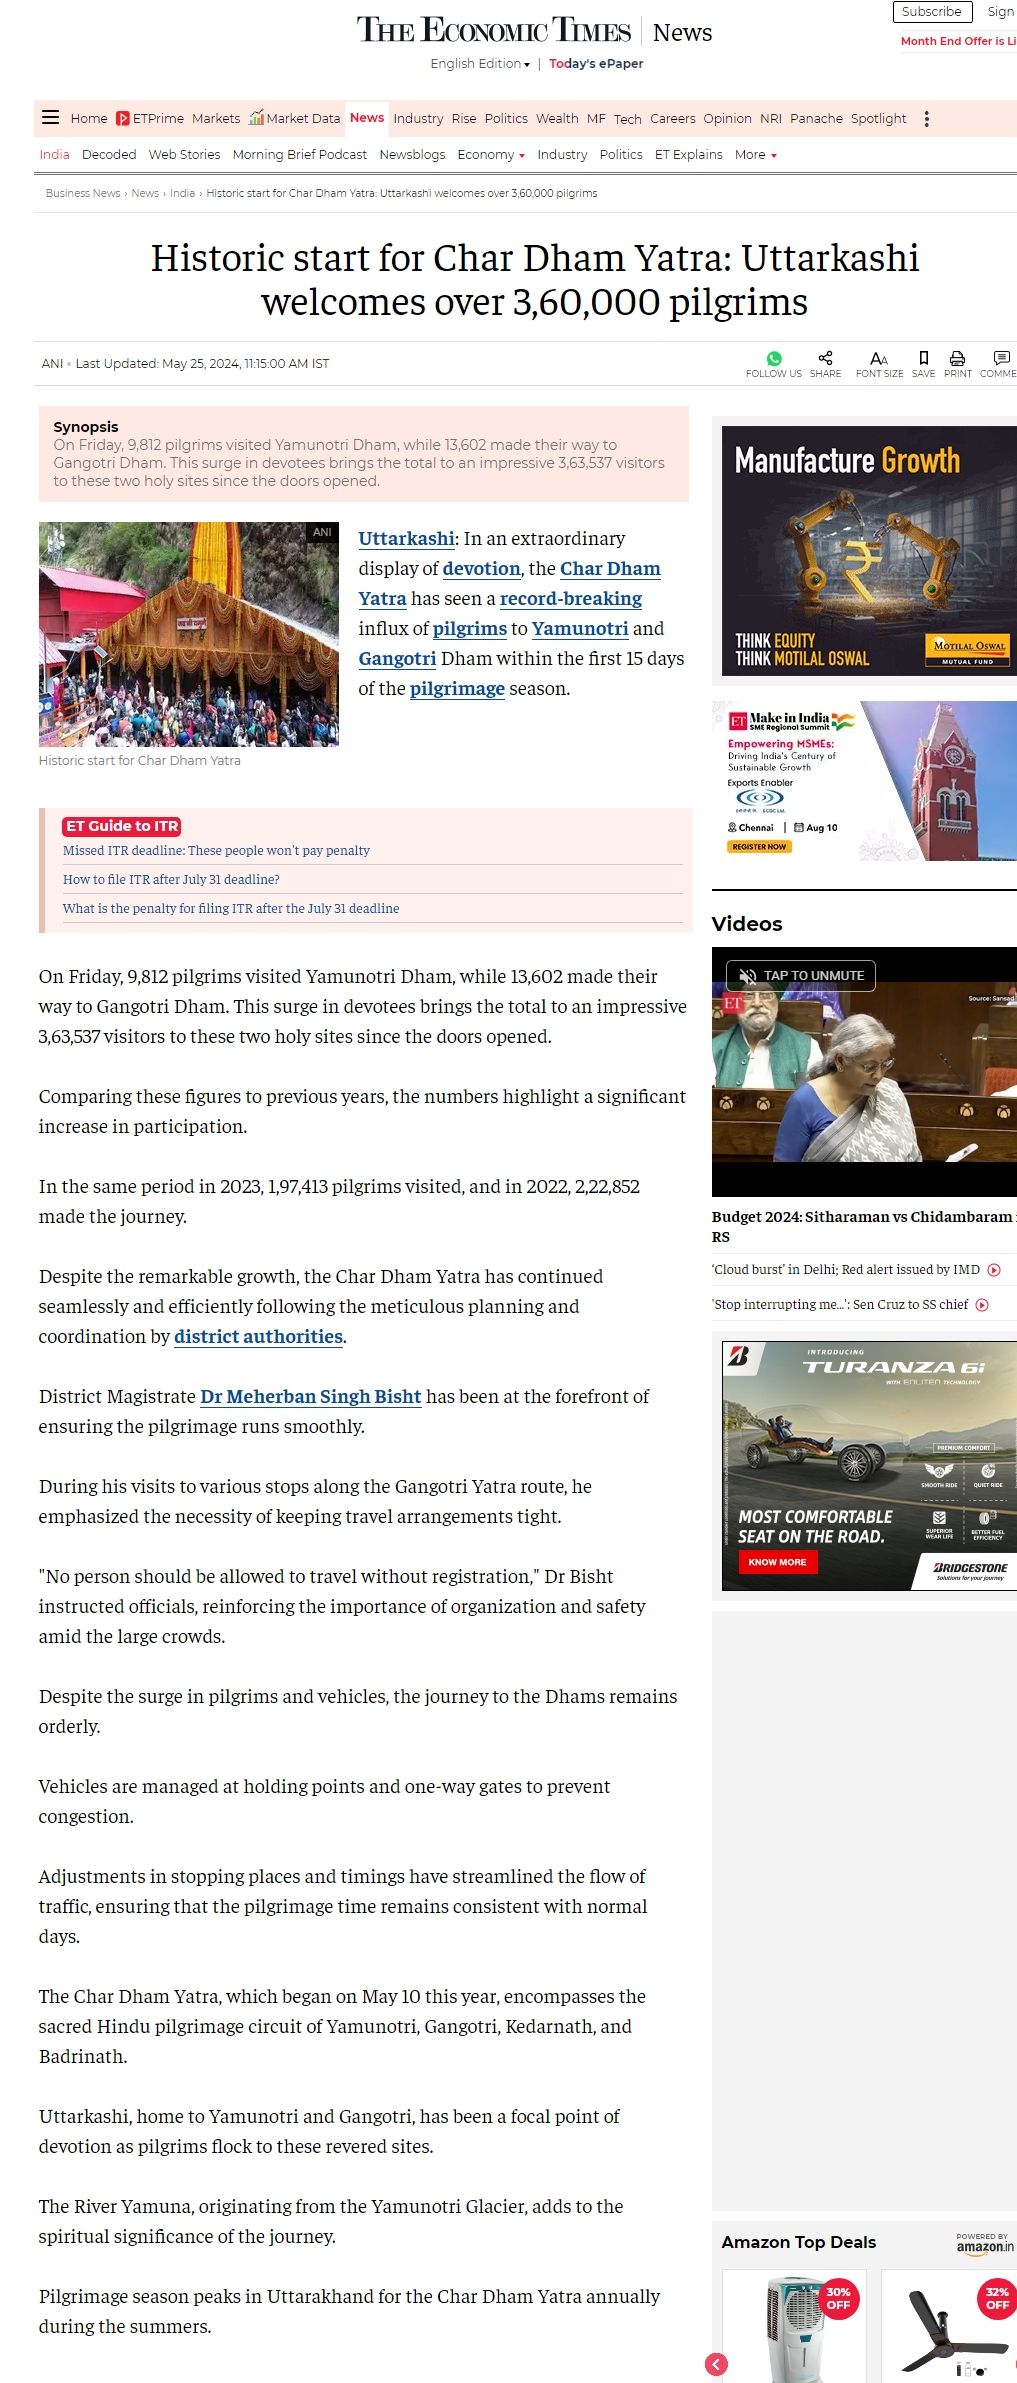 Subscribe
Sign
THE ECONOMIC TIMES | News
Month End Offer is Li
English Edition | Today's ePaper
Home ETPrime Markets Market Data News Industry Rise Politics Wealth MF Tech Careers Opinion NRI Panache Spotlight
India Decoded Web Stories Morning Brief Podcast Newsblogs Economy Industry Politics ET Explains More
Business News › News › India › Historic start for Char Dham Yatra: Uttarkashi welcomes over 3,60,000 pilgrims
Historic start for Char Dham Yatra: Uttarkashi
welcomes over 3,60,000 pilgrims
ANI Last Updated: May 25, 2024, 11:15:00 AM IST
FOLLOW US SHARE FONT SIZE SAVE PRINT COMME
Synopsis
On Friday, 9,812 pilgrims visited Yamunotri Dham, while 13,602 made their way to
Gangotri Dham. This surge in devotees brings the total to an impressive 3,63,537 visitors
to these two holy sites since the doors opened.
ANI
Historic start for Char Dham Yatra
Uttarkashi: In an extraordinary
display of devotion, the Char Dham
Yatra has seen a record-breaking
influx of pilgrims to Yamunotri and
Gangotri Dham within the first 15 days
of the pilgrimage season.
ET Guide to ITR
Missed ITR deadline: These people won't pay penalty
How to file ITR after July 31 deadline?
What is the penalty for filing ITR after the July 31 deadline
On Friday, 9,812 pilgrims visited Yamunotri Dham, while 13,602 made their
way to Gangotri Dham. This surge in devotees brings the total to an impressive
3,63,537 visitors to these two holy sites since the doors opened.
Comparing these figures to previous years, the numbers highlight a significant
increase in participation.
In the same period in 2023, 1,97,413 pilgrims visited, and in 2022, 2,22,852
made the journey.
Despite the remarkable growth, the Char Dham Yatra has continued
seamlessly and efficiently following the meticulous planning and
coordination by district authorities.
District Magistrate Dr Meherban Singh Bisht has been at the forefront of
ensuring the pilgrimage runs smoothly.
During his visits to various stops along the Gangotri Yatra route, he
emphasized the necessity of keeping travel arrangements tight.
"No person should be allowed to travel without registration," Dr Bisht
instructed officials, reinforcing the importance of organization and safety
amid the large crowds.
Despite the surge in pilgrims and vehicles, the journey to the Dhams remains
orderly.
Vehicles are managed at holding points and one-way gates to prevent
congestion.
Adjustments in stopping places and timings have streamlined the flow of
traffic, ensuring that the pilgrimage time remains consistent with normal
days.
The Char Dham Yatra, which began on May 10 this year, encompasses the
sacred Hindu pilgrimage circuit of Yamunotri, Gangotri, Kedarnath, and
Badrinath.
Uttarkashi, home to Yamunotri and Gangotri, has been a focal point of
devotion as pilgrims flock to these revered sites.
The River Yamuna, originating from the Yamunotri Glacier, adds to the
spiritual significance of the journey.
Pilgrimage season peaks in Uttarakhand for the Char Dham Yatra annually
during the summers.
Manufacture Growth
THINK EQUITY
THINK MOTILAL OSWAL
MOTILAL OSWAL
MUTUAL FUND
ET Make in India
SME Regional Summit
Empowering MSMEs:
Driving India's Century of
Sustainable Growth
Exports Enabler
ECGC LTD.
Chennai | Aug 10
REGISTER NOW
Videos
TAP TO UNMUTE
ET
Source: Sansad
Budget 2024: Sitharaman vs Chidambaram i
RS
'Cloud burst' in Delhi; Red alert issued by IMD
'Stop interrupting me...': Sen Cruz to SS chief
INTRODUCING
TURANZA 6i
WITH ENLITEN TECHNOLOGY
PREMIUM COMFORT
SMOOTH RIDE
QUIET RIDE
SUPERIOR
WEAR LIFE
BETTER FUEL
EFFICIENCY
MOST COMFORTABLE
SEAT ON THE ROAD.
KNOW MORE
BRIDGESTONE
Solutions for your journey
Amazon Top Deals
POWERED BY
amazon.in
30%
OFF
32%
OFF